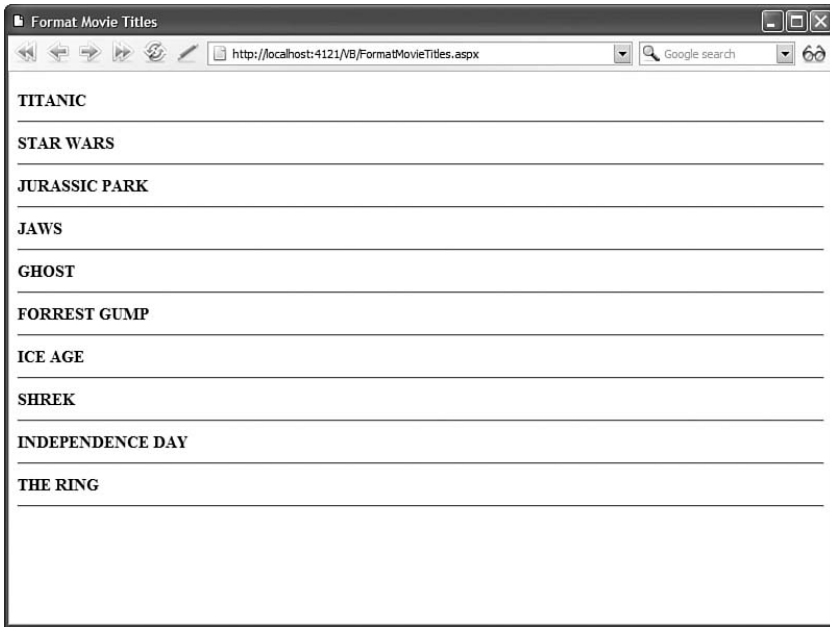 Format Movie Titles
http://localhost:4121/VB/FormatMovieTitles.aspx
Google search
TITANIC
STAR WARS
JURASSIC PARK
JAWS
GHOST
FORREST GUMP
ICE AGE
SHREK
INDEPENDENCE DAY
THE RING